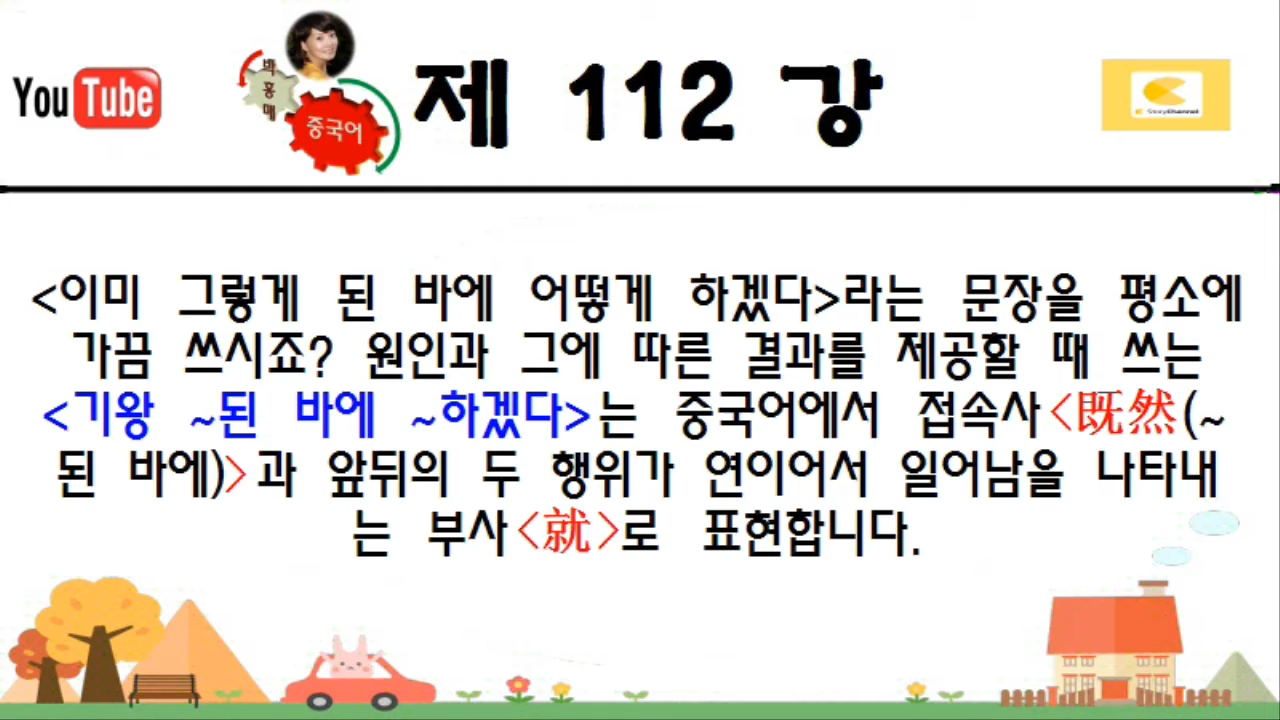 You Tube
박홍매
중국어
제 112 강
StoryChannel
<이미 그렇게 된 바에 어떻게 하겠다>라는 문장을 평소에
가끔 쓰시죠? 원인과 그에 따른 결과를 제공할 때 쓰는
<기왕 ~된 바에 ~하겠다>는 중국어에서 접속사<既然(~
된 바에)>과 앞뒤의 두 행위가 연이어서 일어남을 나타내
는 부사<就>로 표현합니다.